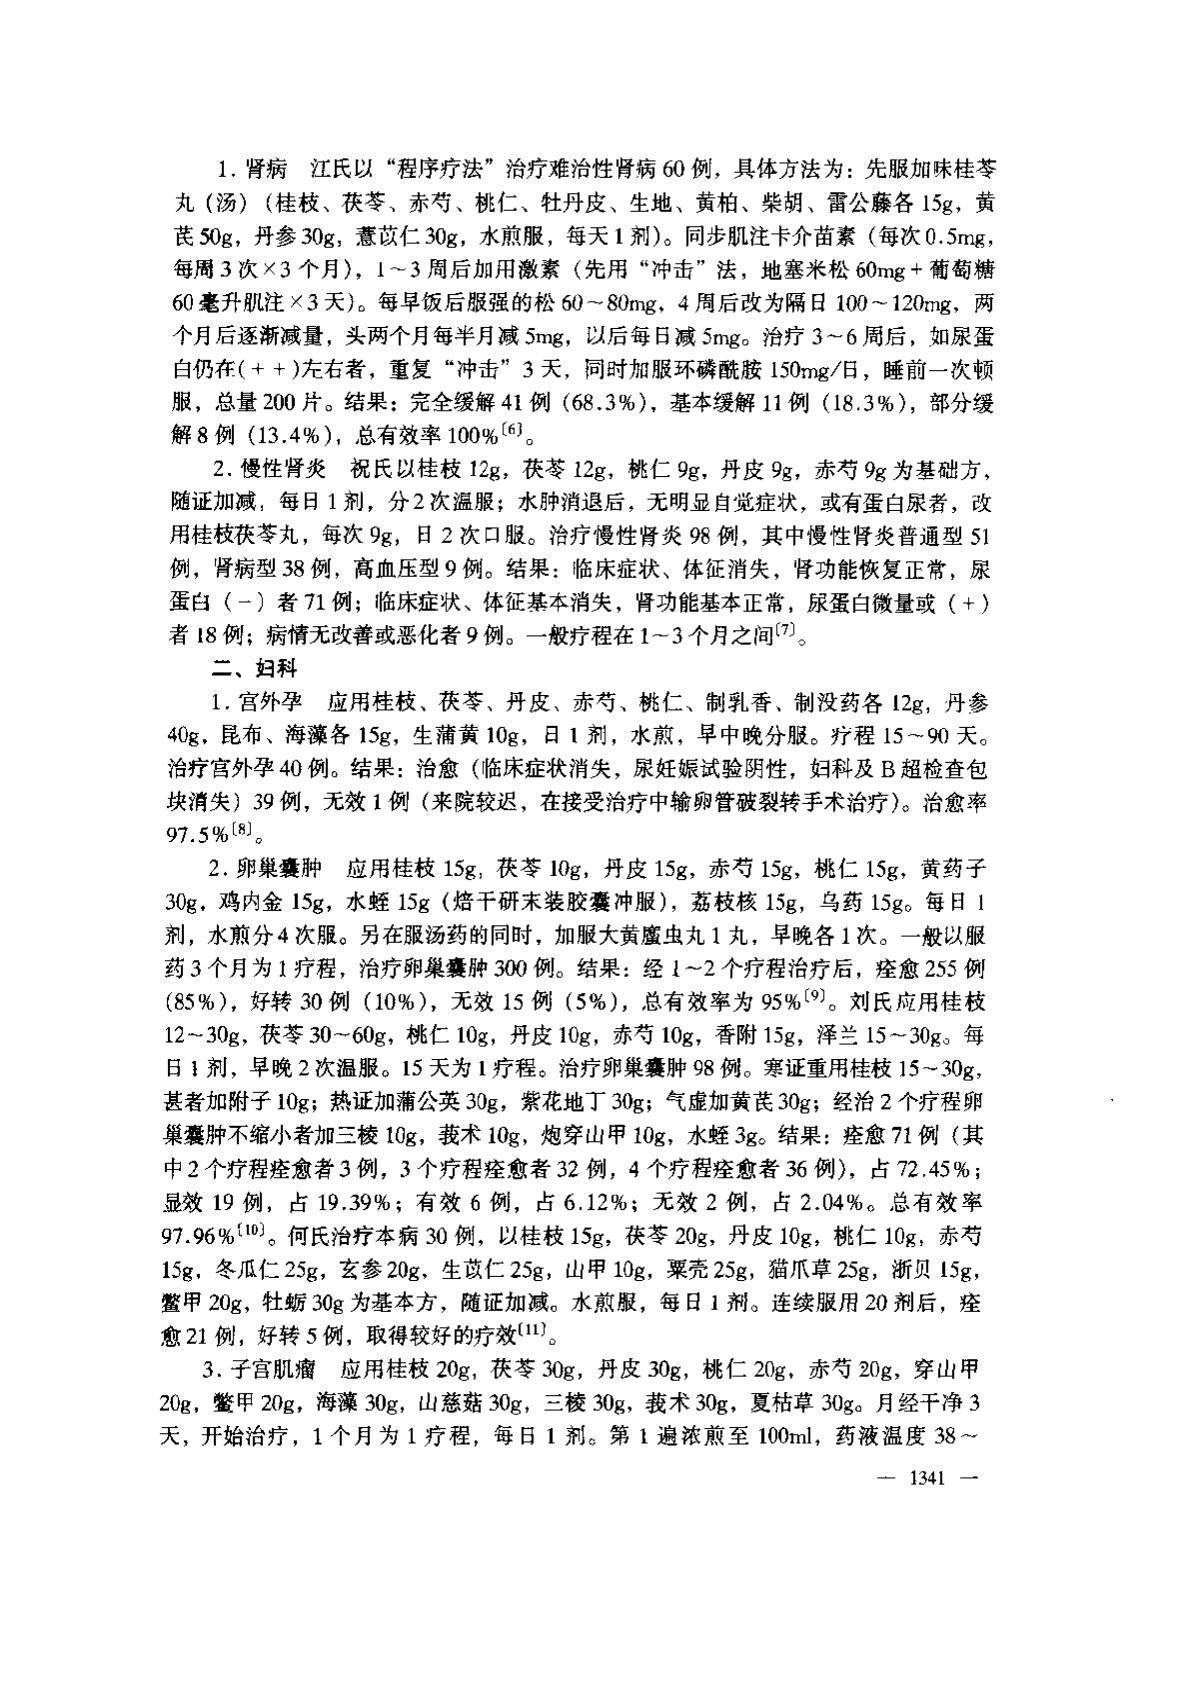 1. 肾病　江氏以“程序疗法”治疗难治性肾病 60 例，具体方法为：先服加味桂苓
丸（汤）（桂枝、茯苓、赤芍、桃仁、牡丹皮、生地、黄柏、柴胡、雷公藤各 15g，黄
芪 50g，丹参 30g，薏苡仁 30g，水煎服，每天 1 剂）。同步肌注卡介苗素（每次 0.5mg，
每周 3 次×3 个月），1～3 周后加用激素（先用“冲击”法，地塞米松 60mg + 葡萄糖
60 毫升肌注×3 天）。每早饭后服强的松 60～80mg，4 周后改为隔日 100～120mg，两
个月后逐渐减量，头两个月每半月减 5mg，以后每日减 5mg。治疗 3～6 周后，如尿蛋
白仍在(＋＋)左右者，重复“冲击”3 天，同时加服环磷酰胺 150mg/日，睡前一次顿
服，总量 200 片。结果：完全缓解 41 例（68.3%），基本缓解 11 例（18.3%），部分缓
解 8 例（13.4%），总有效率 100%〔6〕。
2. 慢性肾炎　祝氏以桂枝 12g，茯苓 12g，桃仁 9g，丹皮 9g，赤芍 9g 为基础方，
随证加减，每日 1 剂，分 2 次温服；水肿消退后，无明显自觉症状，或有蛋白尿者，改
用桂枝茯苓丸，每次 9g，日 2 次口服。治疗慢性肾炎 98 例，其中慢性肾炎普通型 51
例，肾病型 38 例，高血压型 9 例。结果：临床症状、体征消失，肾功能恢复正常，尿
蛋白（－）者 71 例；临床症状、体征基本消失，肾功能基本正常，尿蛋白微量或（＋）
者 18 例；病情无改善或恶化者 9 例。一般疗程在 1～3 个月之间〔7〕。
二、妇科
1. 宫外孕　应用桂枝、茯苓、丹皮、赤芍、桃仁、制乳香、制没药各 12g，丹参
40g，昆布、海藻各 15g，生蒲黄 10g，日 1 剂，水煎，早中晚分服。疗程 15～90 天。
治疗宫外孕 40 例。结果：治愈（临床症状消失，尿妊娠试验阴性，妇科及 B 超检查包
块消失）39 例，无效 1 例（来院较迟，在接受治疗中输卵管破裂转手术治疗）。治愈率
97.5%〔8〕。
2. 卵巢囊肿　应用桂枝 15g，茯苓 10g，丹皮 15g，赤芍 15g，桃仁 15g，黄药子
30g，鸡内金 15g，水蛭 15g（焙干研末装胶囊冲服），荔枝核 15g，乌药 15g。每日 1
剂，水煎分 4 次服。另在服汤药的同时，加服大黄䗪虫丸 1 丸，早晚各 1 次。一般以服
药 3 个月为 1 疗程，治疗卵巢囊肿 300 例。结果：经 1～2 个疗程治疗后，痊愈 255 例
(85%)，好转 30 例（10%），无效 15 例（5%），总有效率为 95%〔9〕。刘氏应用桂枝
12～30g，茯苓 30～60g，桃仁 10g，丹皮 10g，赤芍 10g，香附 15g，泽兰 15～30g。每
日 1 剂，早晚 2 次温服。15 天为 1 疗程。治疗卵巢囊肿 98 例。寒证重用桂枝 15～30g，
甚者加附子 10g；热证加蒲公英 30g，紫花地丁 30g；气虚加黄芪 30g；经治 2 个疗程卵
巢囊肿不缩小者加三棱 10g，莪术 10g，炮穿山甲 10g，水蛭 3g。结果：痊愈 71 例（其
中 2 个疗程痊愈者 3 例，3 个疗程痊愈者 32 例，4 个疗程痊愈者 36 例），占 72.45%；
显效 19 例，占 19.39%；有效 6 例，占 6.12%；无效 2 例，占 2.04%。总有效率
97.96%〔10〕。何氏治疗本病 30 例，以桂枝 15g，茯苓 20g，丹皮 10g，桃仁 10g，赤芍
15g，冬瓜仁 25g，玄参 20g，生苡仁 25g，山甲 10g，粟壳 25g，猫爪草 25g，浙贝 15g，
鳖甲 20g，牡蛎 30g 为基本方，随证加减。水煎服，每日 1 剂。连续服用 20 剂后，痊
愈 21 例，好转 5 例，取得较好的疗效〔11〕。
3. 子宫肌瘤　应用桂枝 20g，茯苓 30g，丹皮 30g，桃仁 20g，赤芍 20g，穿山甲
20g，鳖甲 20g，海藻 30g，山慈菇 30g，三棱 30g，莪术 30g，夏枯草 30g。月经干净 3
天，开始治疗，1 个月为 1 疗程，每日 1 剂。第 1 遍浓煎至 100ml，药液温度 38～
— 1341 —